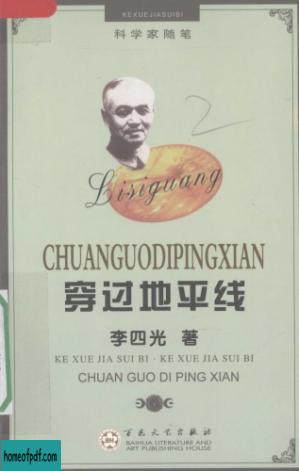 KEXUEJIASUIBI
科学家随笔
2
Lisiguang
CHUANGUODIPINGXIAN
穿过地平线
李四光 著
KE XUE JIA SUI BI · KE XUE JIA SUI BI
CHUAN GUO DI PING XIAN
百花文艺出版社
BAIHUA LITERATURE AND
ART PUBLISHING HOUSE
homeofpdf.com